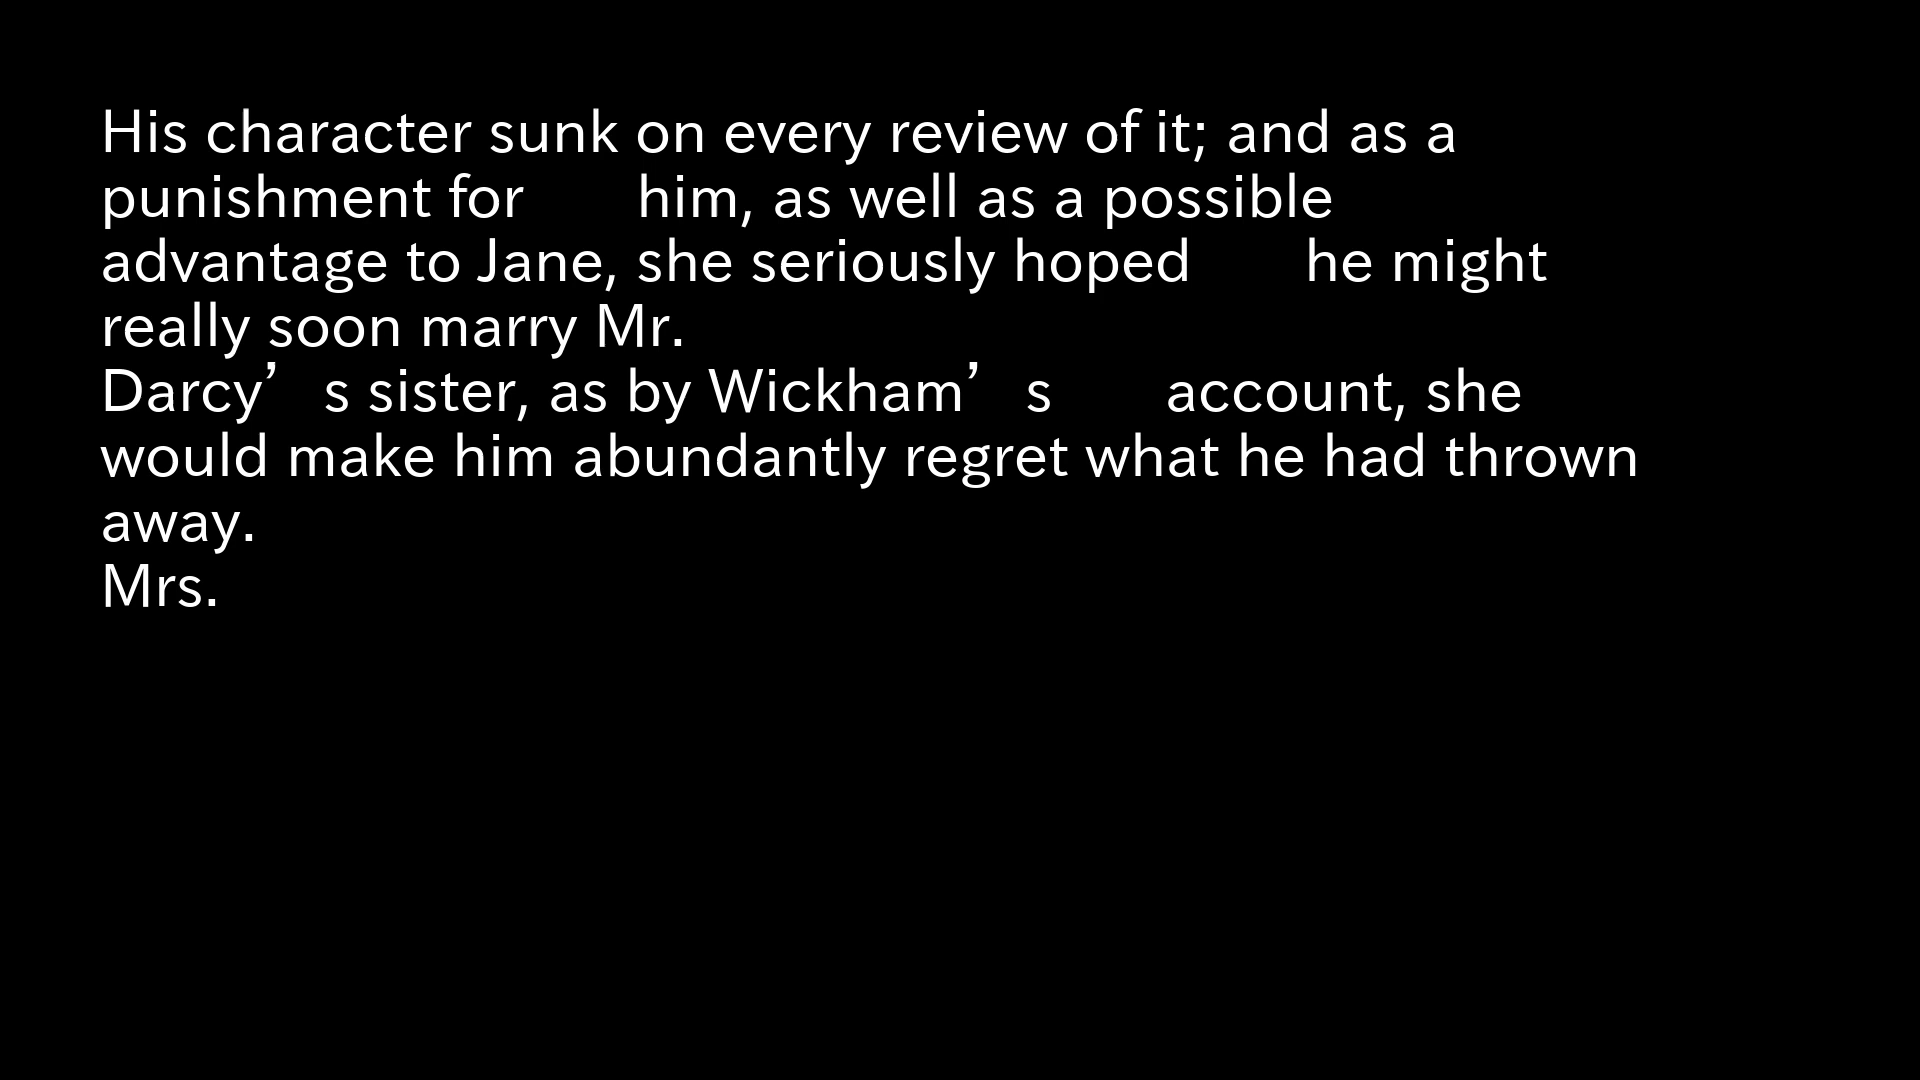 His character sunk on every review of it; and as a
punishment for      him, as well as a possible
advantage to Jane, she seriously hoped      he might
really soon marry Mr.
Darcy’s sister, as by Wickham’s      account, she
would make him abundantly regret what he had thrown
away.
Mrs.